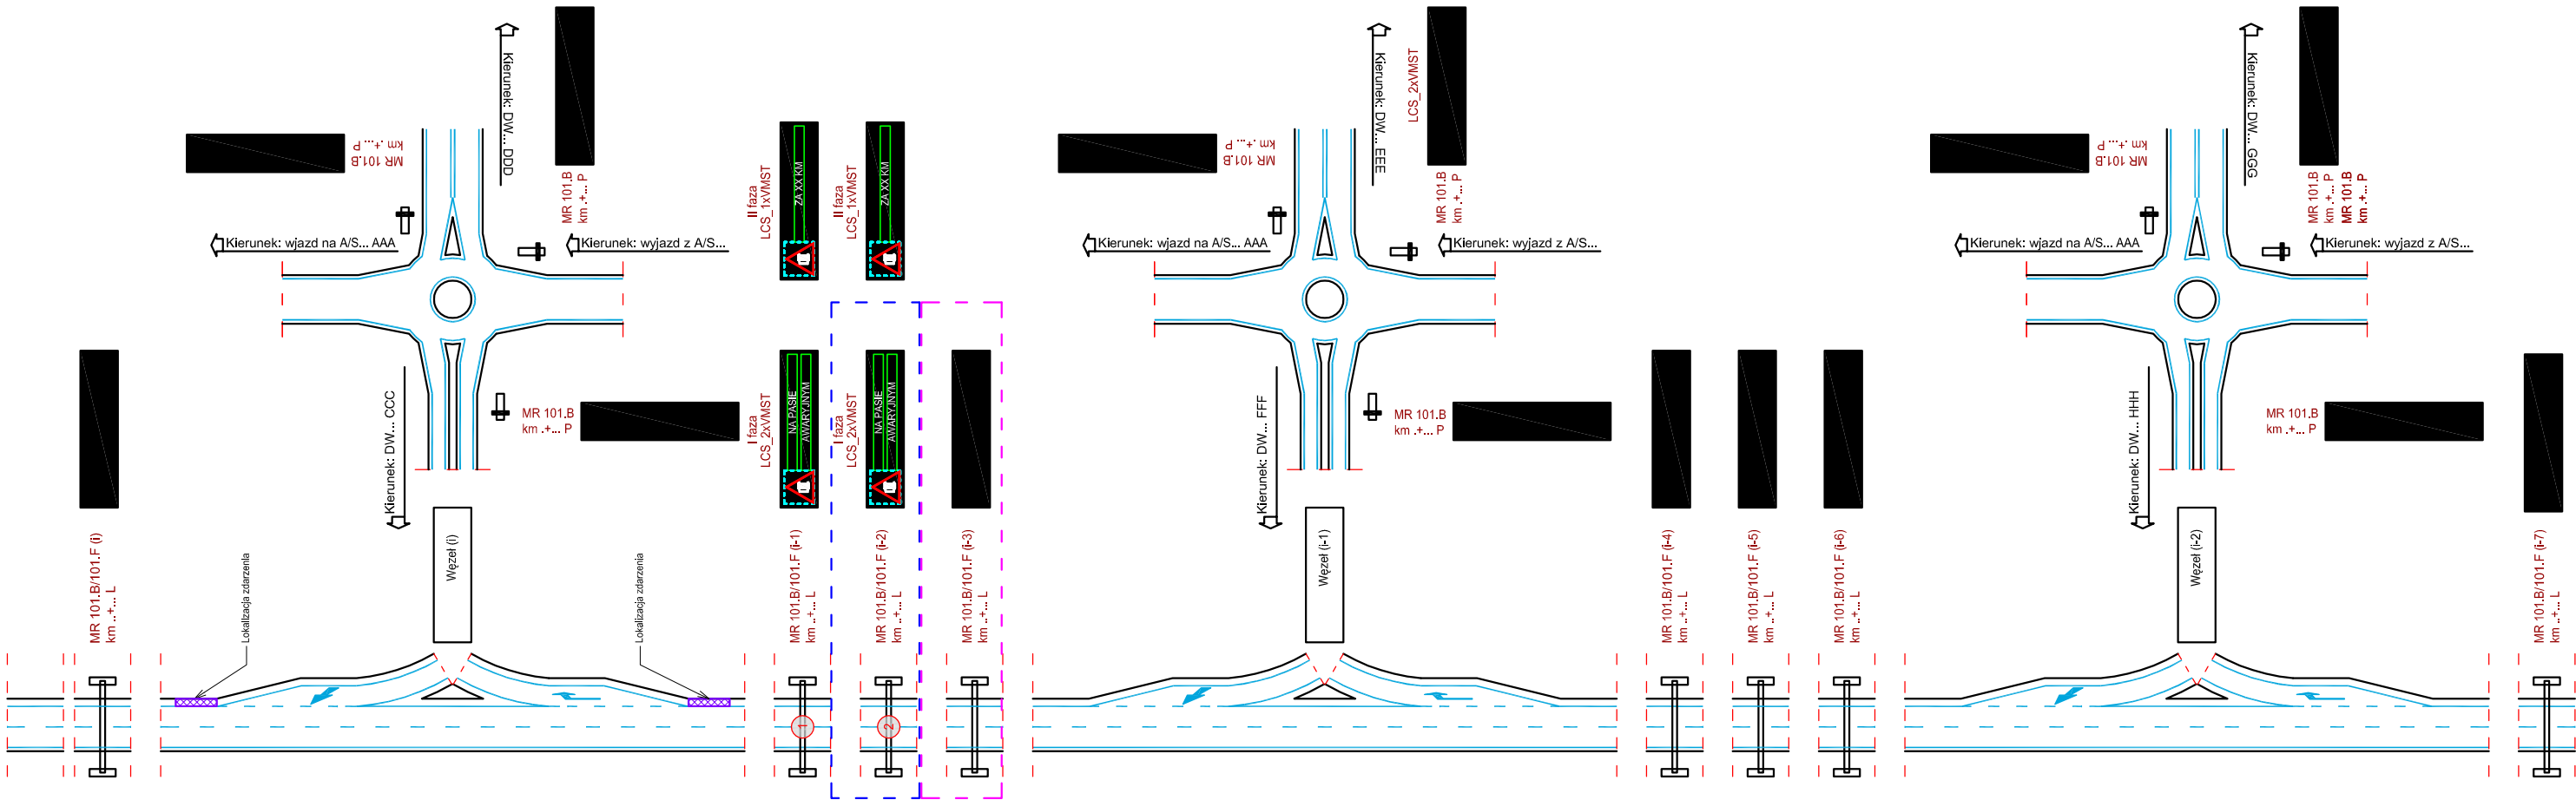 Kierunek: DW... DDD
MR 101.B
km .+... P
MR 101.B
km .+... P
Kierunek: wjazd na A/S... AAA
Kierunek: wyjazd z A/S...
Kierunek: DW... CCC
MR 101.B
km .+... P
MR 101.B/101.F (i)
km ..+... L
Lokalizacja zdarzenia
Węzeł (i)
Lokalizacja zdarzenia
II faza
LCS_1xVMST
ZA XX KM
II faza
LCS_1xVMST
ZA XX KM
I faza
LCS_2xVMST
NA PASIE
AWARYJNYM
I faza
LCS_2xVMST
NA PASIE
AWARYJNYM
MR 101.B/101.F (i-1)
km ..+... L
MR 101.B/101.F (i-2)
km ..+... L
MR 101.B/101.F (i-3)
km ..+... L
1
2
Kierunek: DW... EEE
LCS_2xVMST
MR 101.B
km .+... P
MR 101.B
km .+... P
Kierunek: wjazd na A/S... AAA
Kierunek: wyjazd z A/S...
Kierunek: DW... FFF
MR 101.B
km .+... P
Węzeł (i-1)
MR 101.B/101.F (i-4)
km ..+... L
MR 101.B/101.F (i-5)
km ..+... L
MR 101.B/101.F (i-6)
km ..+... L
Kierunek: DW... GGG
MR 101.B
km .+... P
MR 101.B
km .+... P
MR 101.B
km .+... P
Kierunek: wjazd na A/S... AAA
Kierunek: wyjazd z A/S...
Kierunek: DW... HHH
MR 101.B
km .+... P
Węzeł (i-2)
MR 101.B/101.F (i-7)
km ..+... L